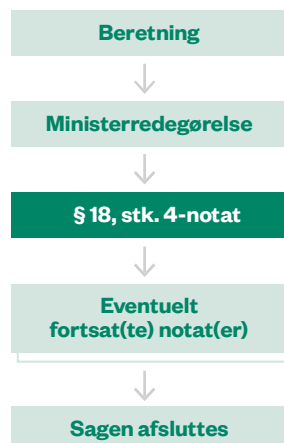 Beretning
Ministerredegørelse
§ 18, stk. 4-notat
Eventuelt
fortsat(te) notat(er)
Sagen afsluttes